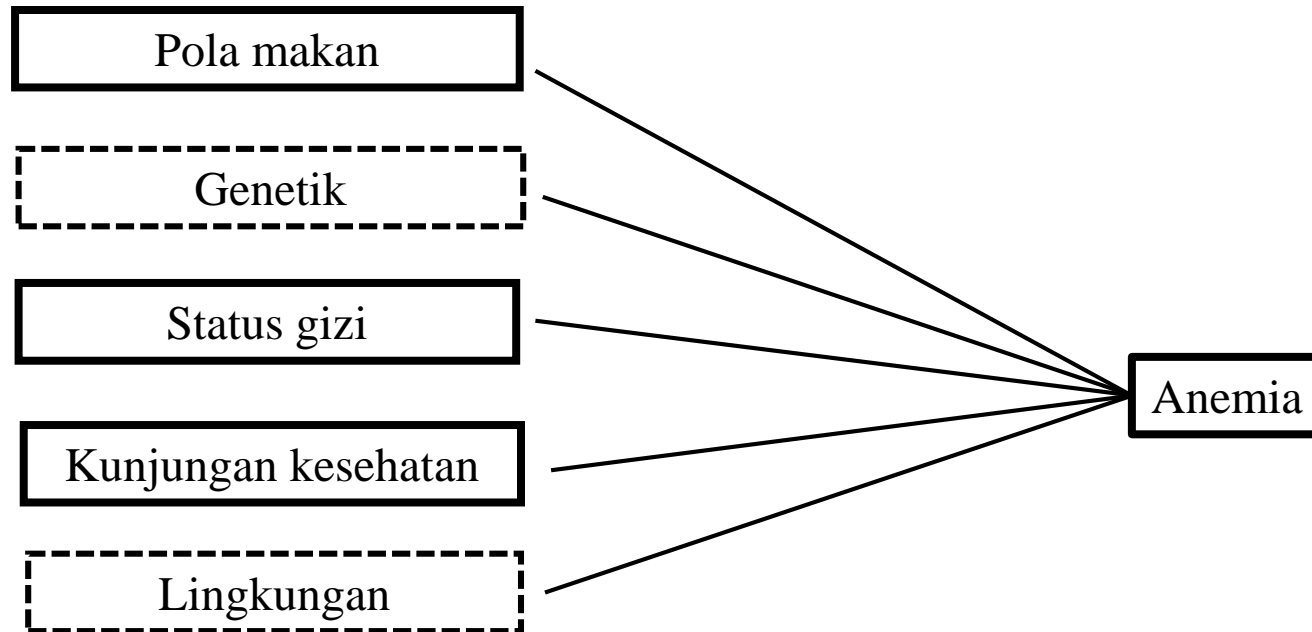 Pola makan
Genetik
Status gizi
Anemia
Kunjungan kesehatan
Lingkungan